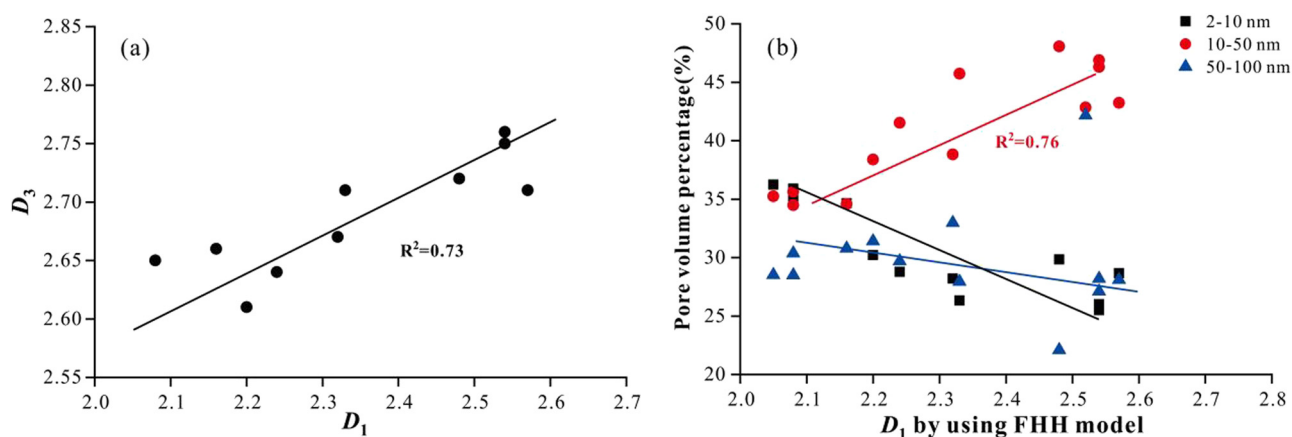 (a)
2.85
2.80
2.75
2.70
2.65
2.60
2.55
D3
R²=0.73
2.0 2.1 2.2 2.3 2.4 2.5 2.6 2.7
D1
(b)
2-10 nm
10-50 nm
50-100 nm
50
45
40
35
30
25
20
Pore volume percentage(%)
R²=0.76
2.0 2.1 2.2 2.3 2.4 2.5 2.6 2.7 2.8
D1 by using FHH model